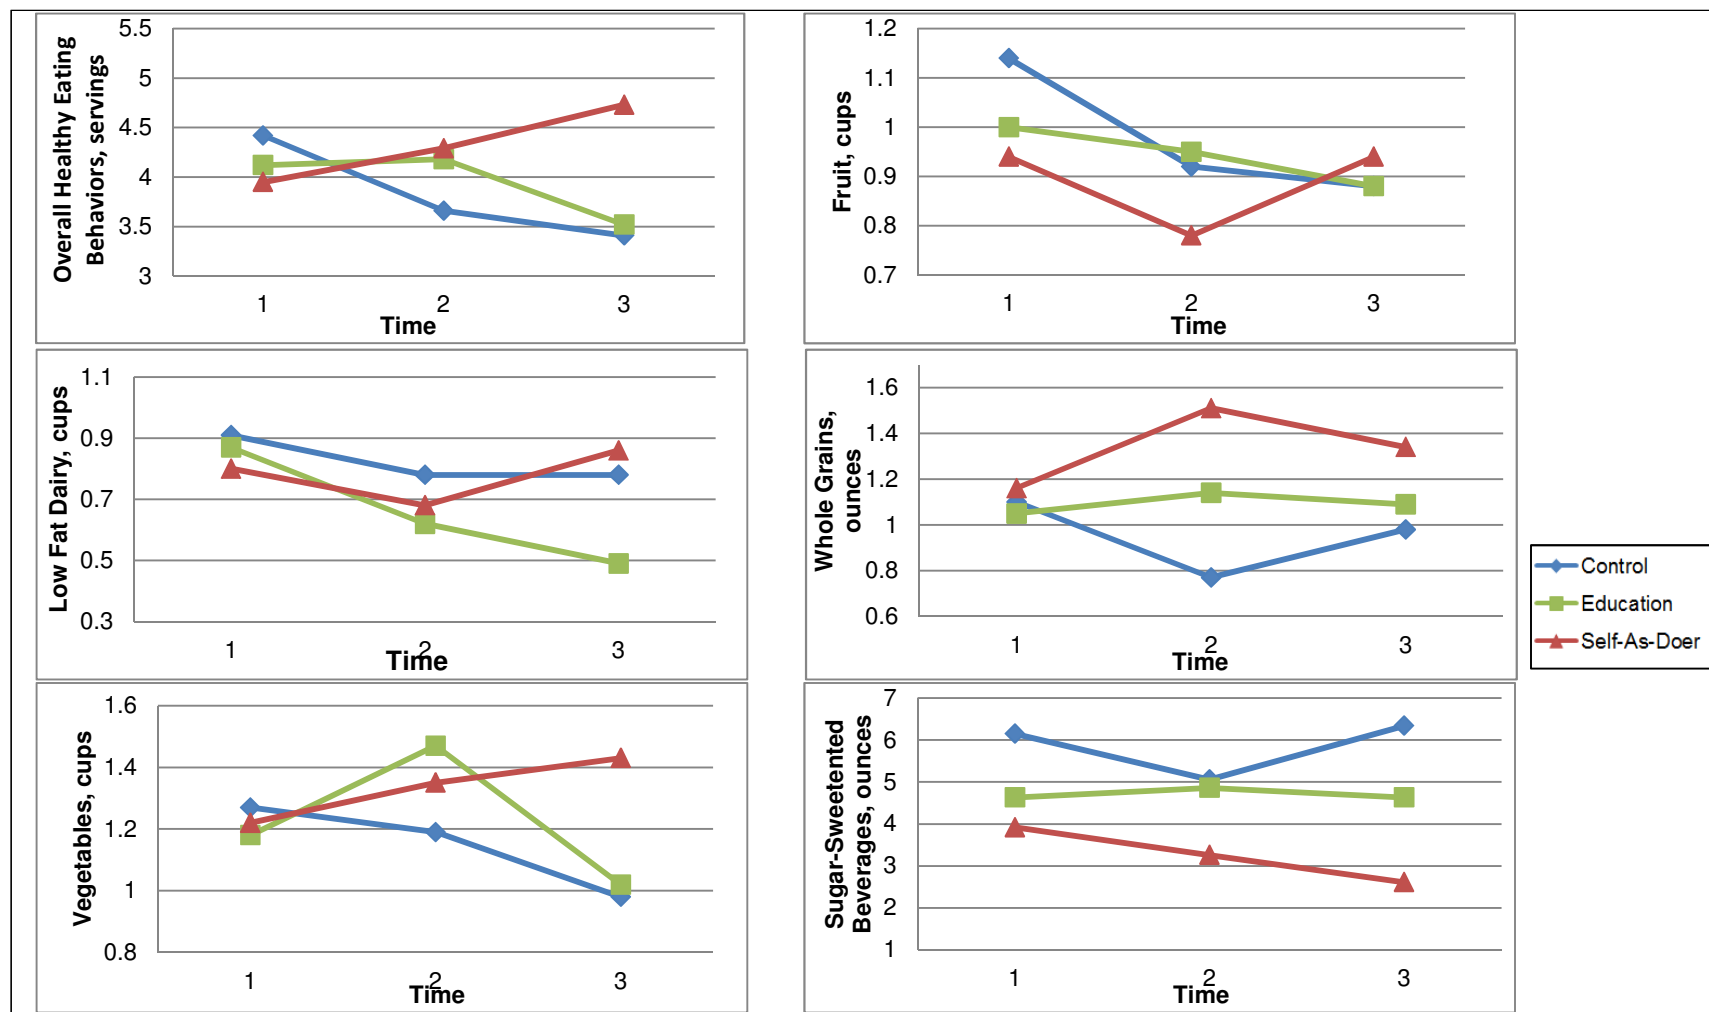 Overall Healthy Eating
Behaviors, servings
5.5
5
4.5
4
3.5
3
1
2
3
Time
Fruit, cups
1.2
1.1
1
0.9
0.8
0.7
1
2
3
Time
Low Fat Dairy, cups
1.1
0.9
0.7
0.5
0.3
1
2
3
Time
Whole Grains,
ounces
1.6
1.4
1.2
1
0.8
0.6
1
2
3
Time
Control
Education
Self-As-Doer
Vegetables, cups
1.6
1.4
1.2
1
0.8
1
2
3
Time
Sugar-Sweetented
Beverages, ounces
7
6
5
4
3
2
1
1
2
3
Time